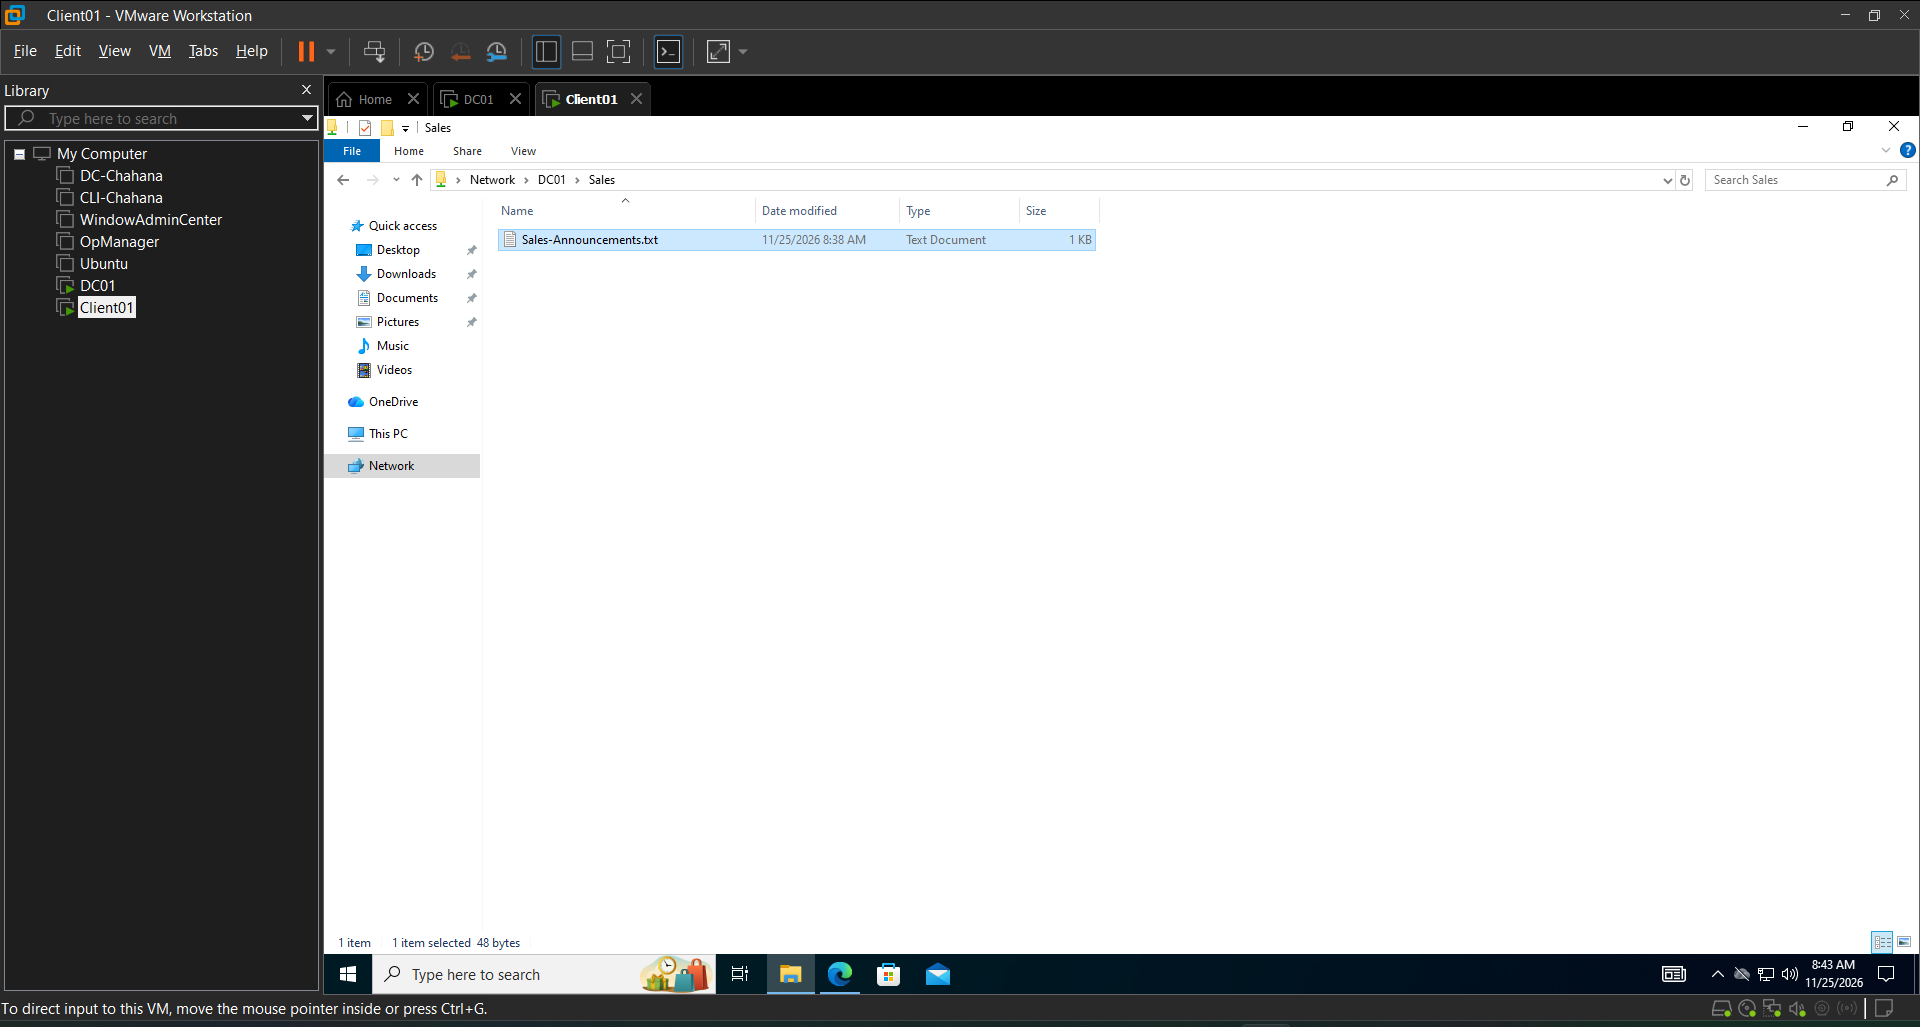 Client01 - VMware Workstation
File Edit View VM Tabs Help
Library
Type here to search
My Computer
DC-Chahana
CLI-Chahana
WindowAdminCenter
OpManager
Ubuntu
DC01
Client01
Home DC01 Client01
Sales
File Home Share View
Network DC01 Sales
Search Sales
Quick access
Desktop
Downloads
Documents
Pictures
Music
Videos
OneDrive
This PC
Network
Name Date modified Type Size
Sales-Announcements.txt 11/25/2026 8:38 AM Text Document 1 KB
1 item 1 item selected 48 bytes
Type here to search
8:43 AM
11/25/2026
To direct input to this VM, move the mouse pointer inside or press Ctrl+G.